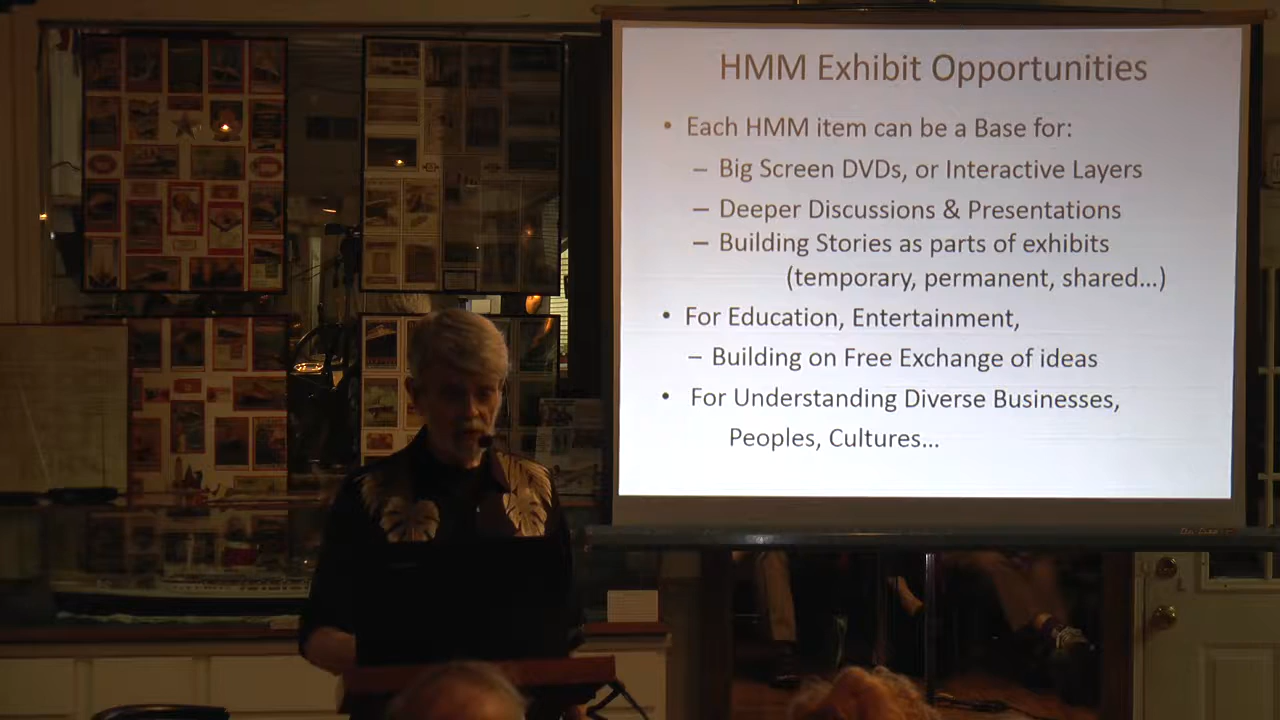 HMM Exhibit Opportunities
• Each HMM item can be a Base for:
– Big Screen DVDs, or Interactive Layers
– Deeper Discussions & Presentations
– Building Stories as parts of exhibits
(temporary, permanent, shared...)
• For Education, Entertainment,
– Building on Free Exchange of ideas
• For Understanding Diverse Businesses,
Peoples, Cultures...